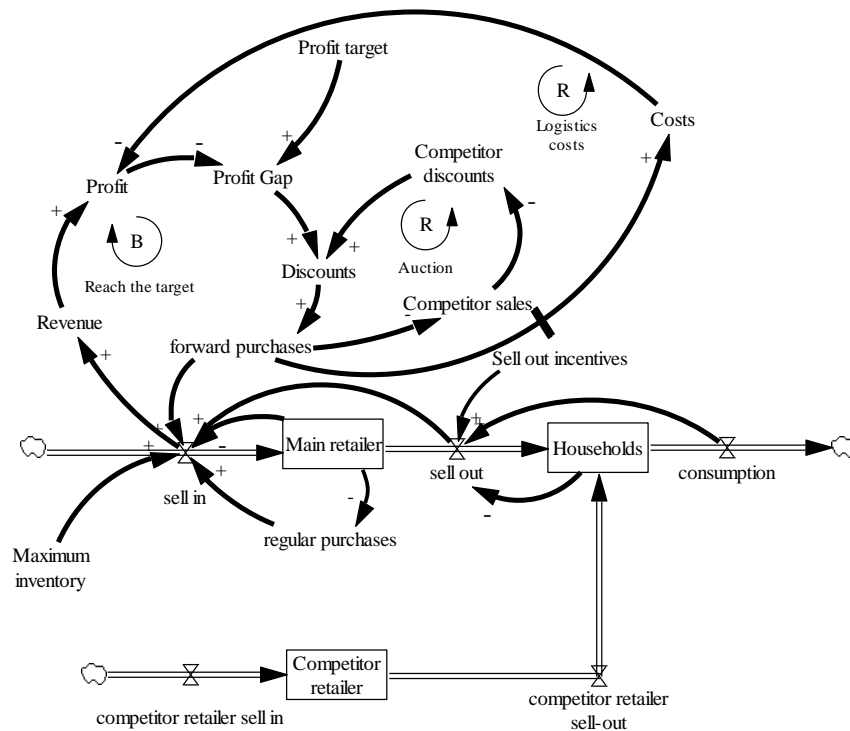 Profit target
R
Logistics
costs
Costs
-
-
+
+
Competitor
discounts
Profit Gap
Profit
+
-
R
B
+
+
Auction
Discounts
Reach the target
+
-
Competitor sales
Revenue
forward purchases
+
Sell out incentives
+
+
+
+
+
-
Main retailer
Households
+
sell out
consumption
sell in
-
-
regular purchases
Maximum
inventory
Competitor
retailer
competitor retailer sell in
competitor retailer
sell-out